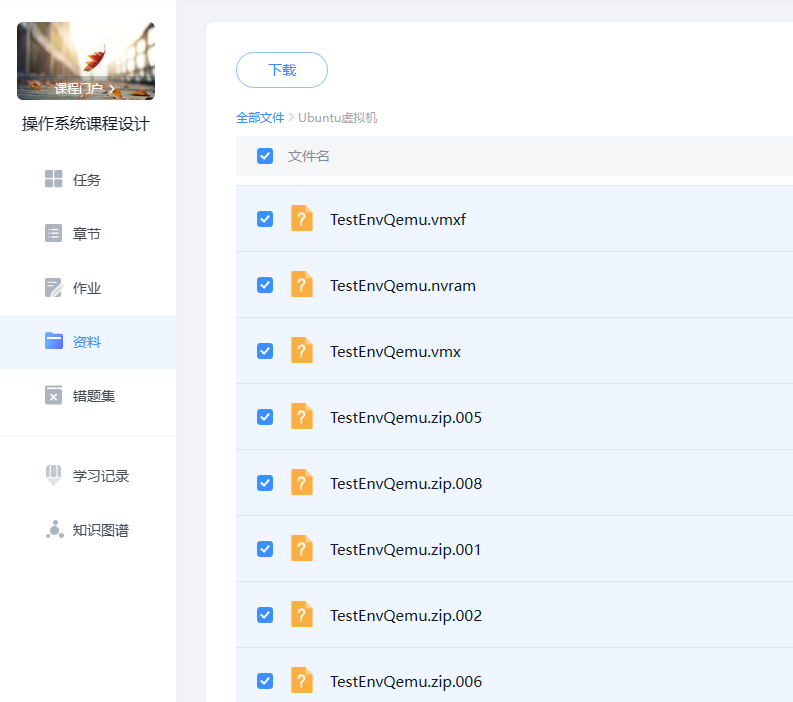 课程门户
操作系统课程设计
任务
章节
作业
资料
错题集
学习记录
知识图谱
下载
全部文件 > Ubuntu虚拟机
文件名
TestEnvQemu.vmxf
TestEnvQemu.nvram
TestEnvQemu.vmx
TestEnvQemu.zip.005
TestEnvQemu.zip.008
TestEnvQemu.zip.001
TestEnvQemu.zip.002
TestEnvQemu.zip.006